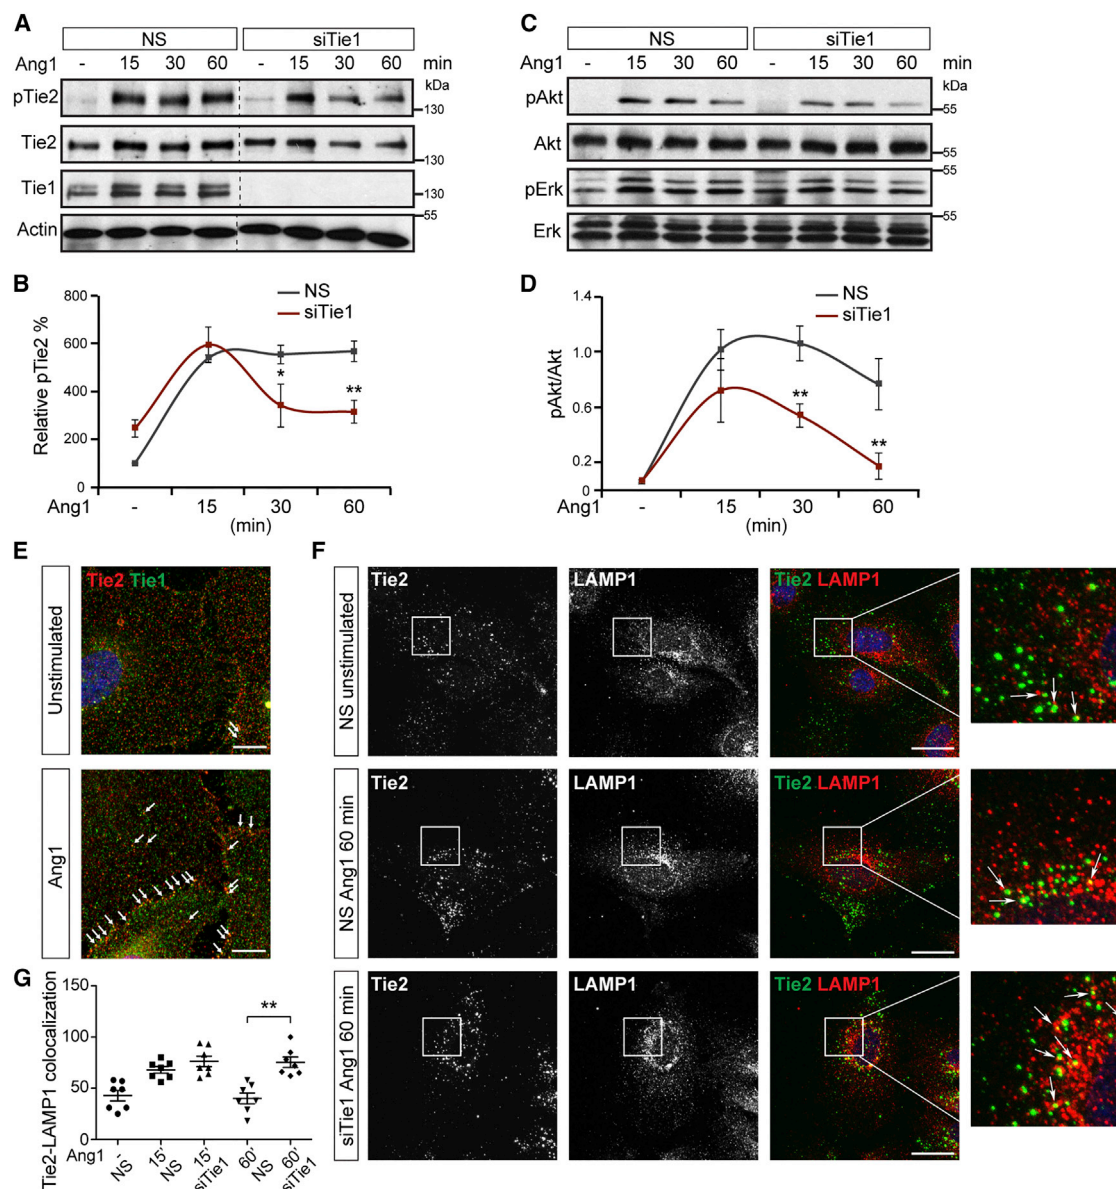 A
NS siTie1
Ang1 - 15 30 60 - 15 30 60 min
kDa
pTie2
130
Tie2
130
Tie1
130
55
Actin
B
NS
siTie1
Relative pTie2 %
800
600
400
200
0
*
**
Ang1 - 15 30 60
(min)
C
NS siTie1
Ang1 - 15 30 60 - 15 30 60 min
kDa
pAkt
55
Akt
55
pErk
55
Erk
D
NS
siTie1
pAkt/Akt
1.4
1.0
0.6
0.2
0
**
**
Ang1 - 15 30 60
(min)
E
Unstimulated
Tie2 Tie1
Ang1
F
NS unstimulated
Tie2 LAMP1 Tie2 LAMP1
NS Ang1 60 min
Tie2 LAMP1 Tie2 LAMP1
siTie1 Ang1 60 min
Tie2 LAMP1 Tie2 LAMP1
G
Tie2-LAMP1 colocalization
150
100
50
0
**
Ang1 - 15' 15' 60' 60'
NS NS siTie1 NS siTie1